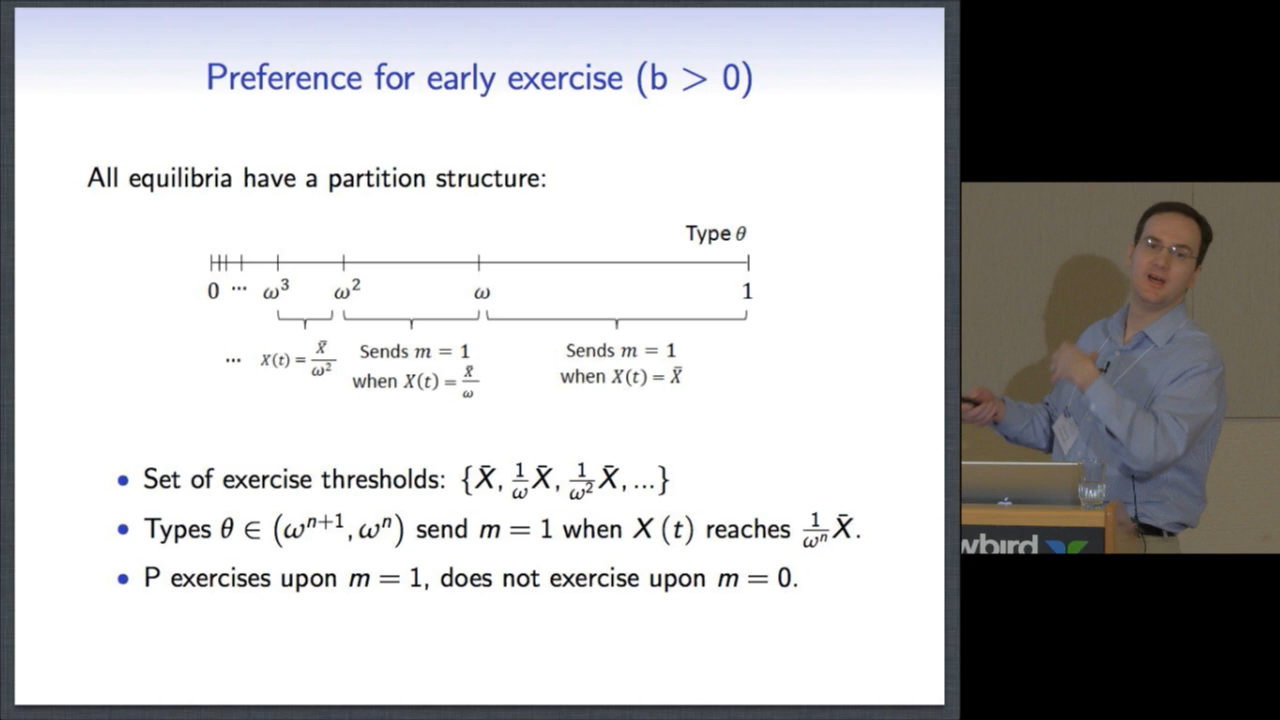 Preference for early exercise (b > 0)
All equilibria have a partition structure:
Type θ
0 ··· ω³ ω² ω 1
··· X(t) = X̄/ω²
Sends m = 1
when X(t) = X̄/ω
Sends m = 1
when X(t) = X̄
• Set of exercise thresholds: {X̄, 1/ω X̄, 1/ω² X̄, ...}
• Types θ ∈ (ωⁿ⁺¹, ωⁿ) send m = 1 when X (t) reaches 1/ωⁿ X̄.
• P exercises upon m = 1, does not exercise upon m = 0.
wbird